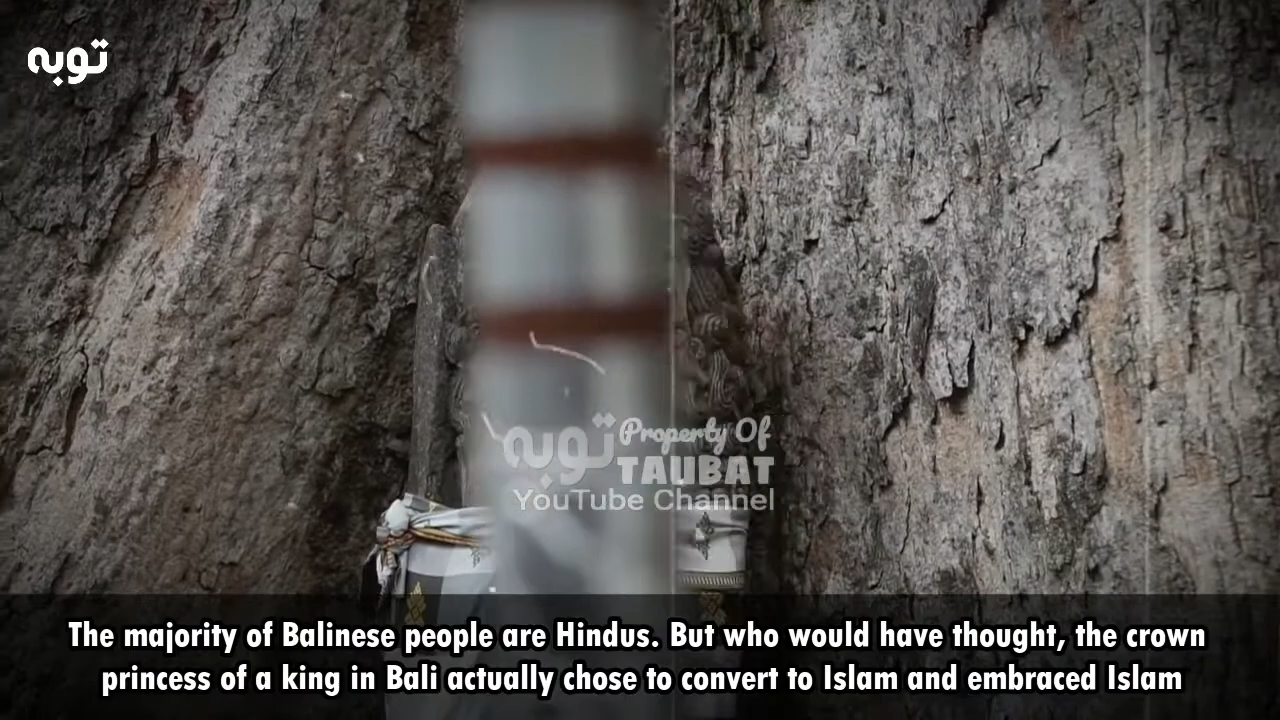 توبه
توبه Property Of
TAUBAT
YouTube Channel
The majority of Balinese people are Hindus. But who would have thought, the crown
princess of a king in Bali actually chose to convert to Islam and embraced Islam